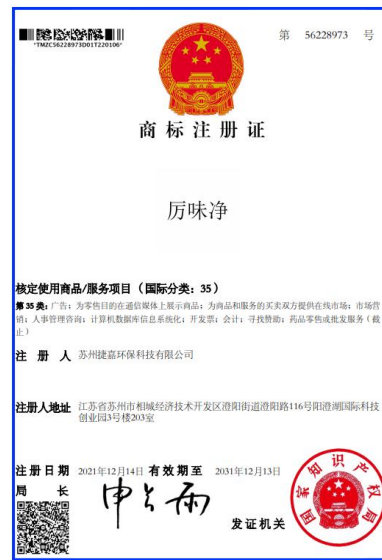 第 56228973 号
*TMZC56228973D01T220106*
商标注册证
厉味净
核定使用商品/服务项目（国际分类：35）
第35类：广告；为零售目的在通信媒体上展示商品；为商品和服务的买卖双方提供在线市场；市场营
销；人事管理咨询；计算机数据库信息系统化；开发票；会计；寻找赞助；药品零售或批发服务（截
止）
注册人 苏州捷嘉环保科技有限公司
注册人地址 江苏省苏州市相城经济技术开发区澄阳街道澄阳路116号阳澄湖国际科技
创业园3号楼203室
注册日期 2021年12月14日 有效期至 2031年12月13日
局长 申长雨
发证机关
国家知识产权局